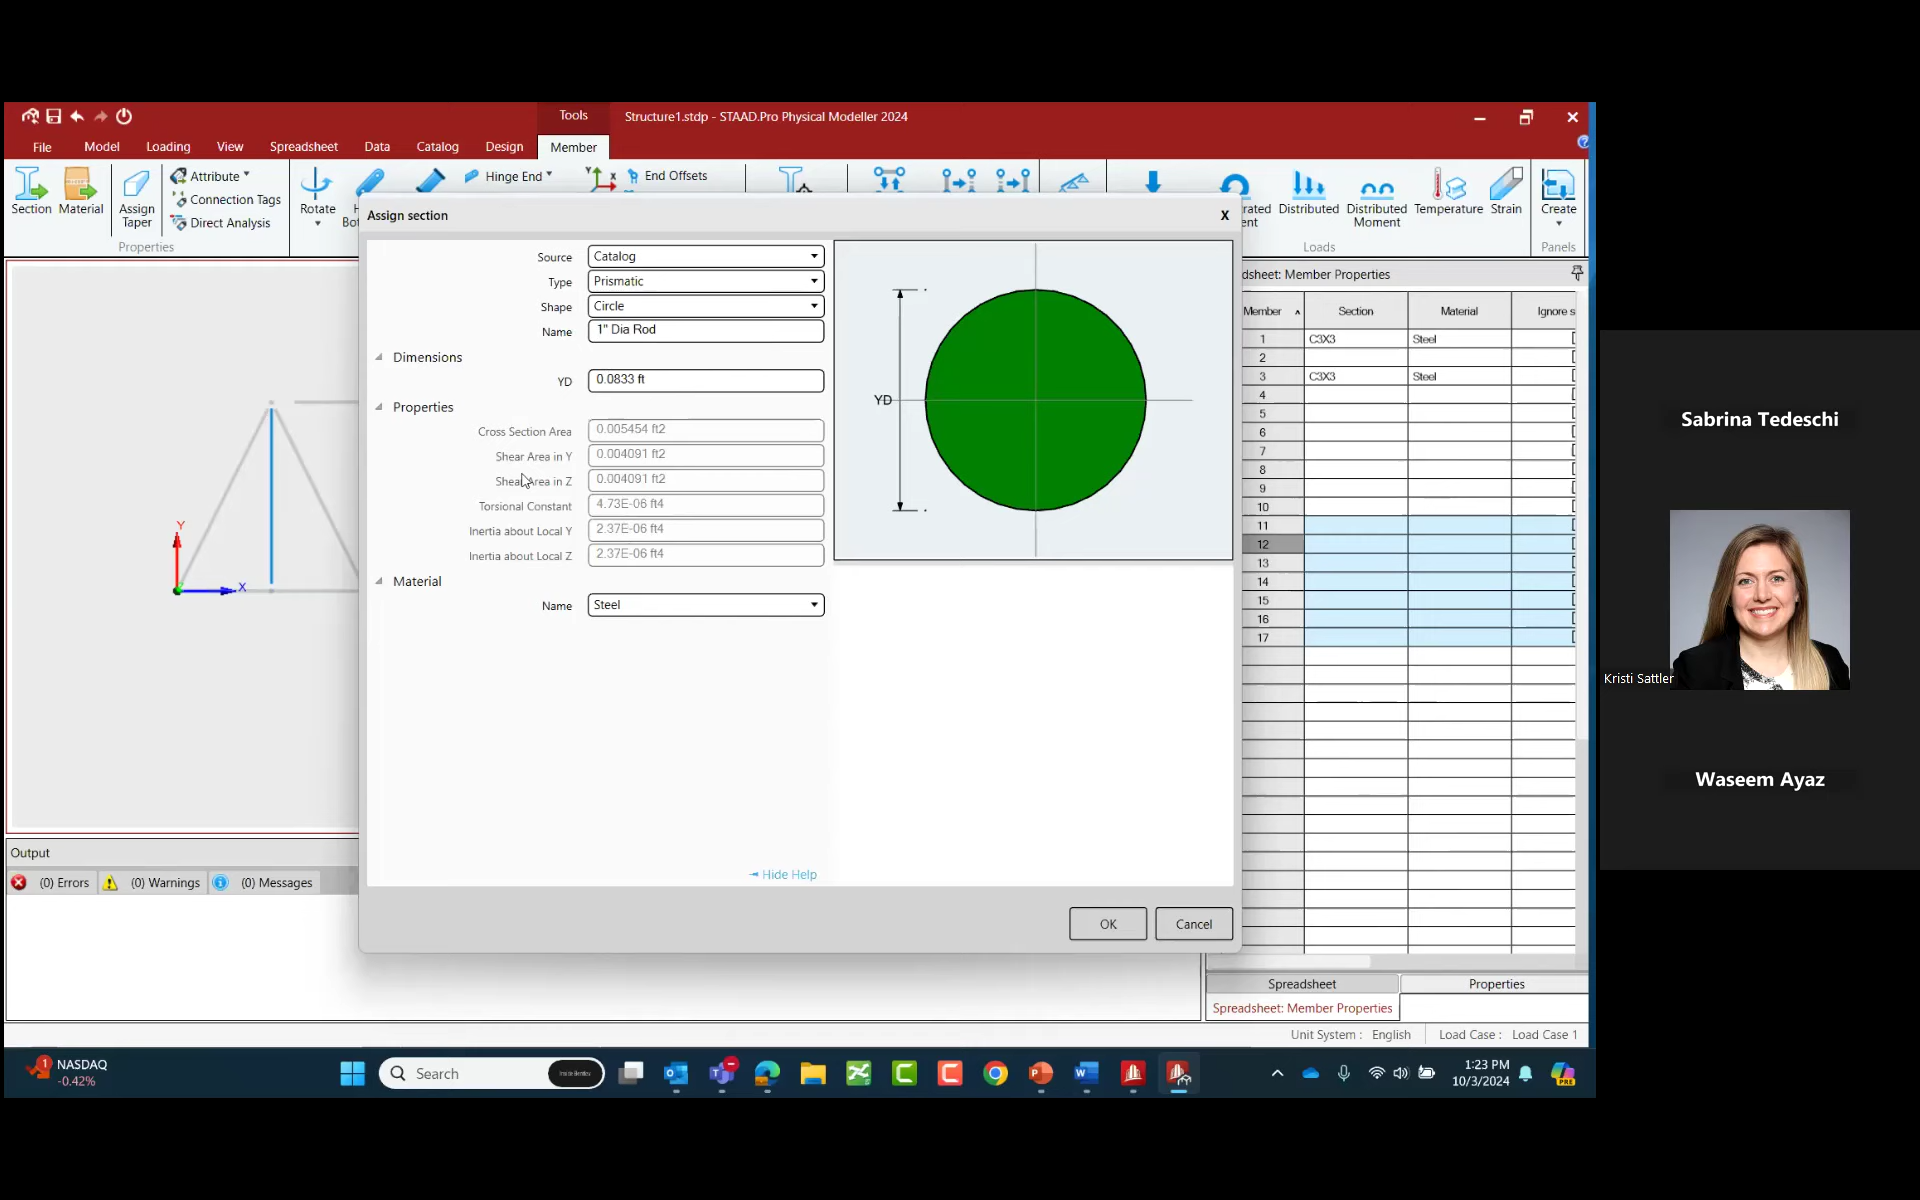 Tools
Structure1.stdp - STAAD.Pro Physical Modeller 2024
File
Model
Loading
View
Spreadsheet
Data
Catalog
Design
Member
Section
Material
Assign
Taper
Attribute
Connection Tags
Direct Analysis
Properties
Rotate
Hinge End
End Offsets
Distributed
Distributed
Moment
Temperature
Strain
Loads
Create
Panels
Assign section
X
Source
Catalog
Type
Prismatic
Shape
Circle
Name
1" Dia Rod
Dimensions
YD
0.0833 ft
Properties
Cross Section Area
0.005454 ft2
Shear Area in Y
0.004091 ft2
Shear Area in Z
0.004091 ft2
Torsional Constant
4.73E-06 ft4
Inertia about Local Y
2.37E-06 ft4
Inertia about Local Z
2.37E-06 ft4
Material
Name
Steel
YD
Hide Help
OK
Cancel
Y
X
dsheet: Member Properties
Member
Section
Material
Ignore s
1
C3X3
Steel
2
3
C3X3
Steel
4
5
6
7
8
9
10
11
12
13
14
15
16
17
Output
(0) Errors
(0) Warnings
(0) Messages
Spreadsheet
Properties
Spreadsheet: Member Properties
Unit System : English
Load Case : Load Case 1
1
NASDAQ
-0.42%
Search
1:23 PM
10/3/2024
PRE
Sabrina Tedeschi
Kristi Sattler
Waseem Ayaz